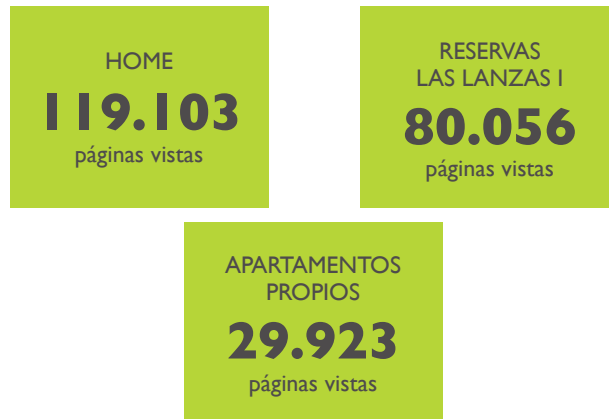 HOME
119.103
páginas vistas
RESERVAS
LAS LANZAS I
80.056
páginas vistas
APARTAMENTOS
PROPIOS
29.923
páginas vistas